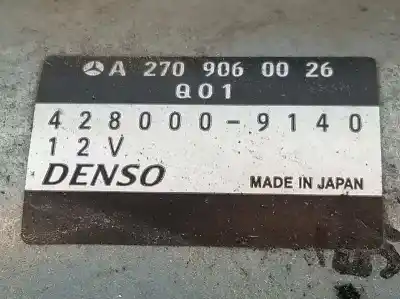 A 270 906 00 26
Q01
428000-9140
12V
DENSO
MADE IN JAPAN